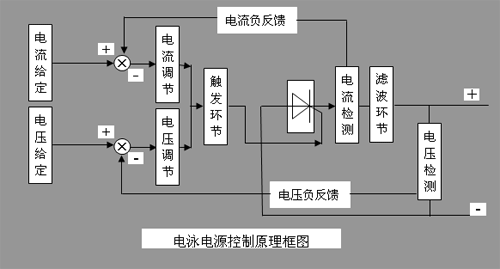 电流负反馈
电流给定
+
-
电流调节
触发环节
电流检测
滤波环节
+
电压给定
+
-
电压调节
电压检测
电压负反馈
-
电泳电源控制原理框图